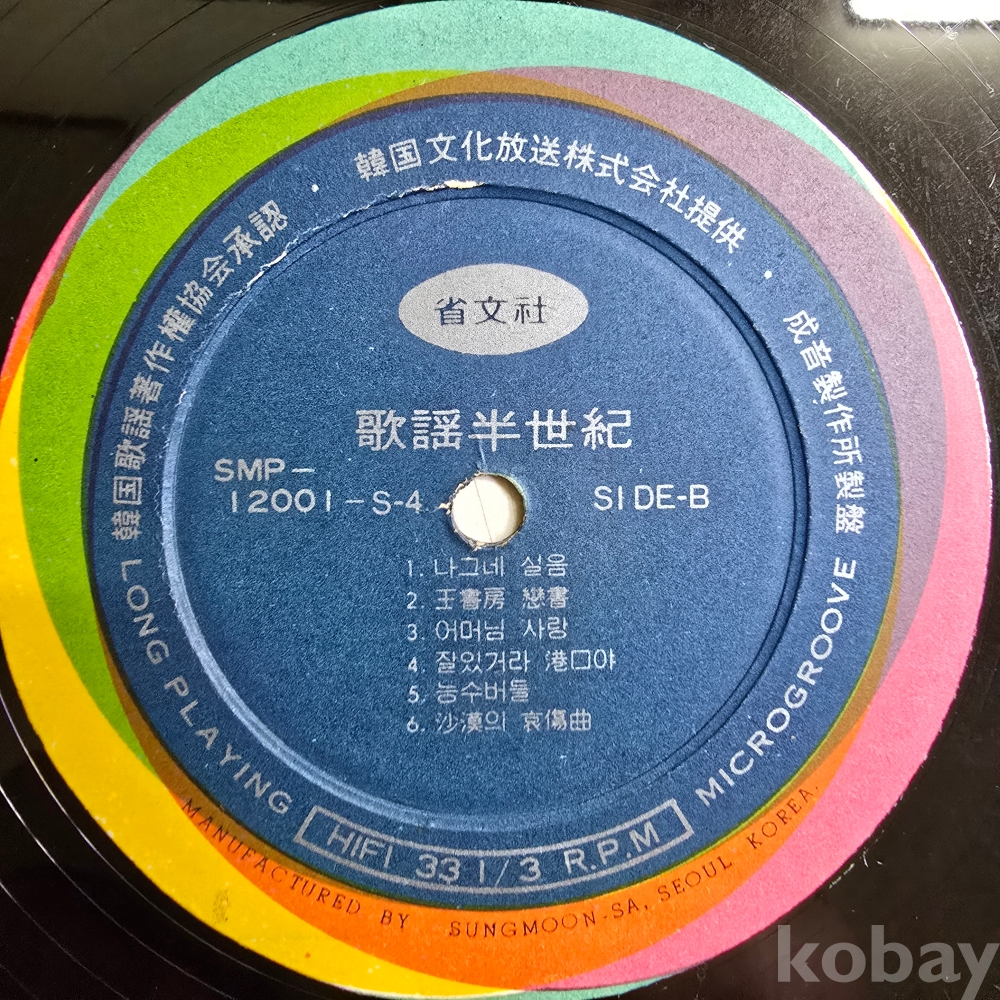 韓国歌謡著作權協会承認 · 韓国文化放送株式会社提供 · 成音製作所製盤
省文社
歌謡半世紀
SMP-
12001-S-4
SIDE-B
1. 나그네 설움
2. 王書房 戀書
3. 어머님 사랑
4. 잘있거라 港口야
5. 능수버들
6. 沙漠의 哀傷曲
LONG PLAYING HIFI 33 1/3 R.P.M MICROGROOVE
MANUFACTURED BY SUNGMOON-SA, SEOUL KOREA.
kobay